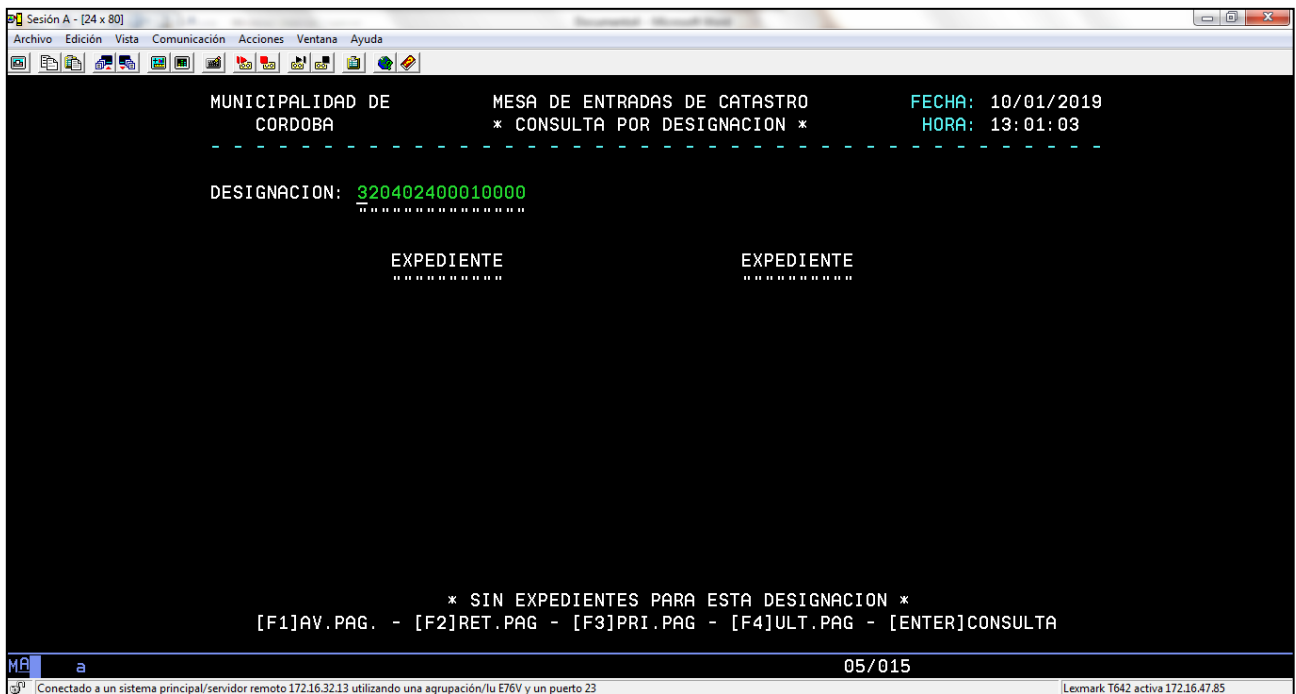 Sesión A - [24 x 80]
Archivo Edición Vista Comunicación Acciones Ventana Ayuda
MUNICIPALIDAD DE MESA DE ENTRADAS DE CATASTRO FECHA: 10/01/2019
CORDOBA * CONSULTA POR DESIGNACION * HORA: 13:01:03
- - - - - - - - - - - - - - - - - - - - - - - - - - - - - - - - - - - - - - - -
DESIGNACION: 320402400010000
"""""""""""""""
EXPEDIENTE EXPEDIENTE
"""""""""" """"""""""
* SIN EXPEDIENTES PARA ESTA DESIGNACION *
[F1]AV.PAG. - [F2]RET.PAG - [F3]PRI.PAG - [F4]ULT.PAG - [ENTER]CONSULTA
MA a 05/015
Conectado a un sistema principal/servidor remoto 172.16.32.13 utilizando una agrupación/lu E76V y un puerto 23 Lexmark T642 activa 172.16.47.85